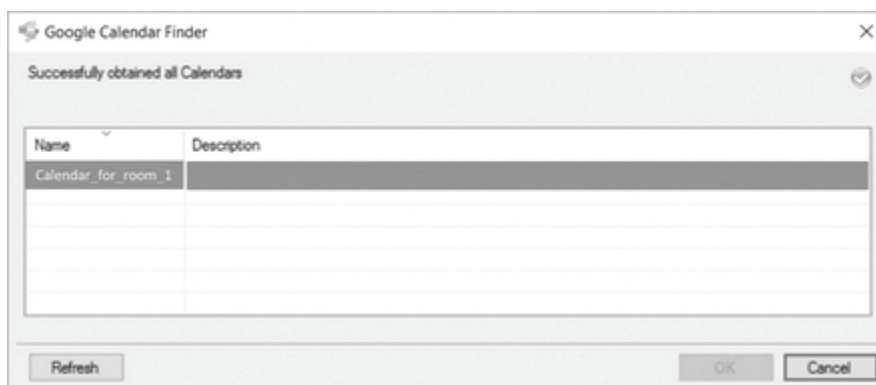 Google Calendar Finder
Successfully obtained all Calendars
Name Description
Calendar_for_room_1
Refresh OK Cancel